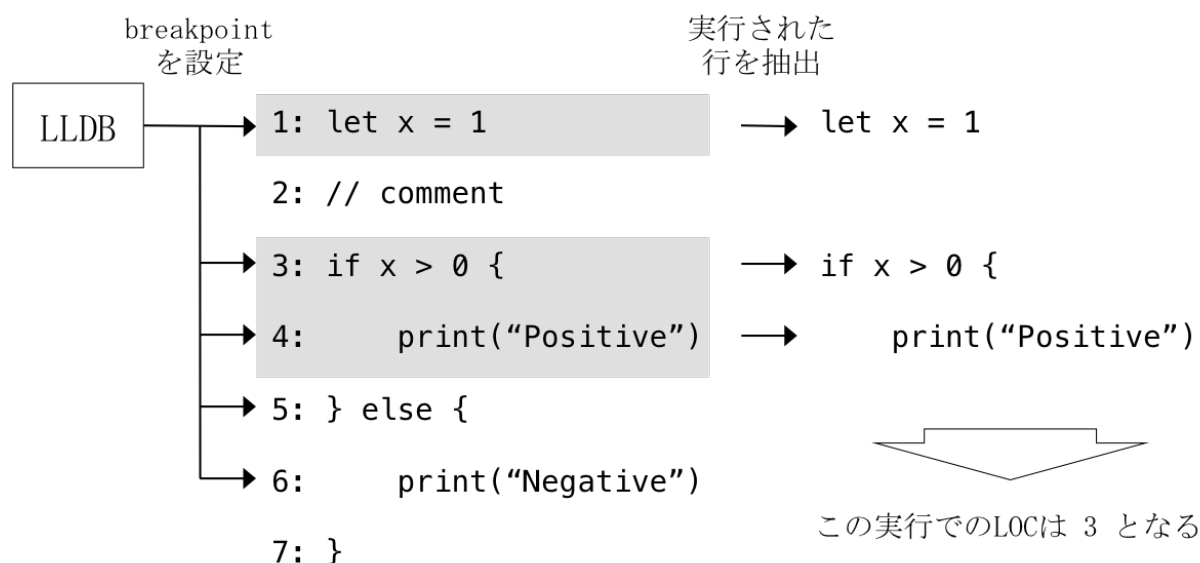 breakpoint
を設定
実行された
行を抽出
LLDB
1: let x = 1
let x = 1
2: // comment
3: if x > 0 {
if x > 0 {
4:     print(“Positive”)
print(“Positive”)
5: } else {
6:     print(“Negative”)
7: }
この実行でのLOCは 3 となる